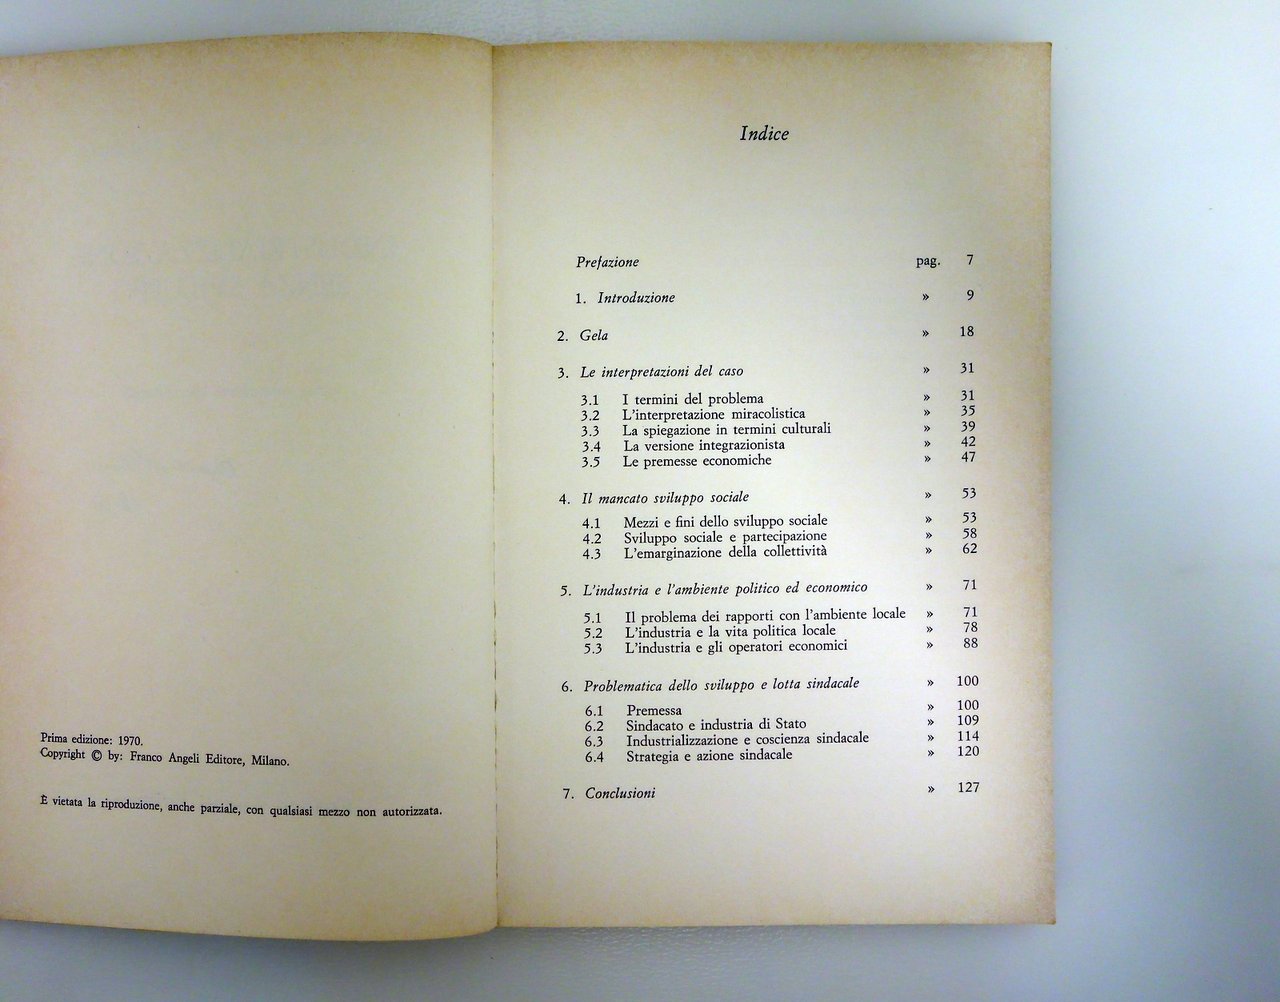 Prima edizione: 1970.
Copyright © by: Franco Angeli Editore, Milano.
È vietata la riproduzione, anche parziale, con qualsiasi mezzo non autorizzata.
Indice
Prefazione pag. 7
1. Introduzione » 9
2. Gela » 18
3. Le interpretazioni del caso » 31
3.1 I termini del problema » 31
3.2 L'interpretazione miracolistica » 35
3.3 La spiegazione in termini culturali » 39
3.4 La versione integrazionista » 42
3.5 Le premesse economiche » 47
4. Il mancato sviluppo sociale » 53
4.1 Mezzi e fini dello sviluppo sociale » 53
4.2 Sviluppo sociale e partecipazione » 58
4.3 L'emarginazione della collettività » 62
5. L'industria e l'ambiente politico ed economico » 71
5.1 Il problema dei rapporti con l'ambiente locale » 71
5.2 L'industria e la vita politica locale » 78
5.3 L'industria e gli operatori economici » 88
6. Problematica dello sviluppo e lotta sindacale » 100
6.1 Premessa » 100
6.2 Sindacato e industria di Stato » 109
6.3 Industrializzazione e coscienza sindacale » 114
6.4 Strategia e azione sindacale » 120
7. Conclusioni » 127